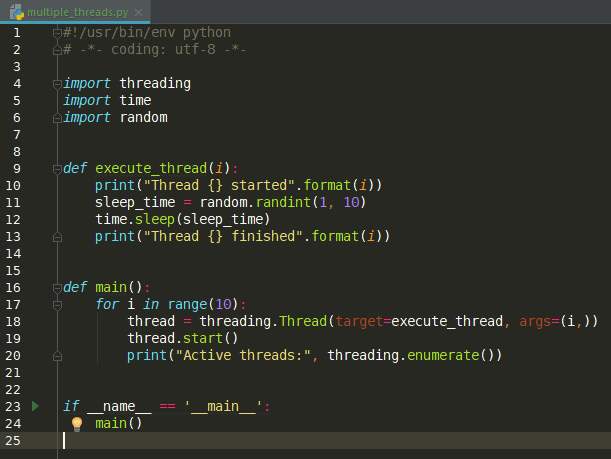 multiple_threads.py
1 #!/usr/bin/env python
2 # -*- coding: utf-8 -*-
3
4 import threading
5 import time
6 import random
7
8
9 def execute_thread(i):
10     print("Thread {} started".format(i))
11     sleep_time = random.randint(1, 10)
12     time.sleep(sleep_time)
13     print("Thread {} finished".format(i))
14
15
16 def main():
17     for i in range(10):
18         thread = threading.Thread(target=execute_thread, args=(i,))
19         thread.start()
20         print("Active threads:", threading.enumerate())
21
22
23 if __name__ == '__main__':
24     main()
25